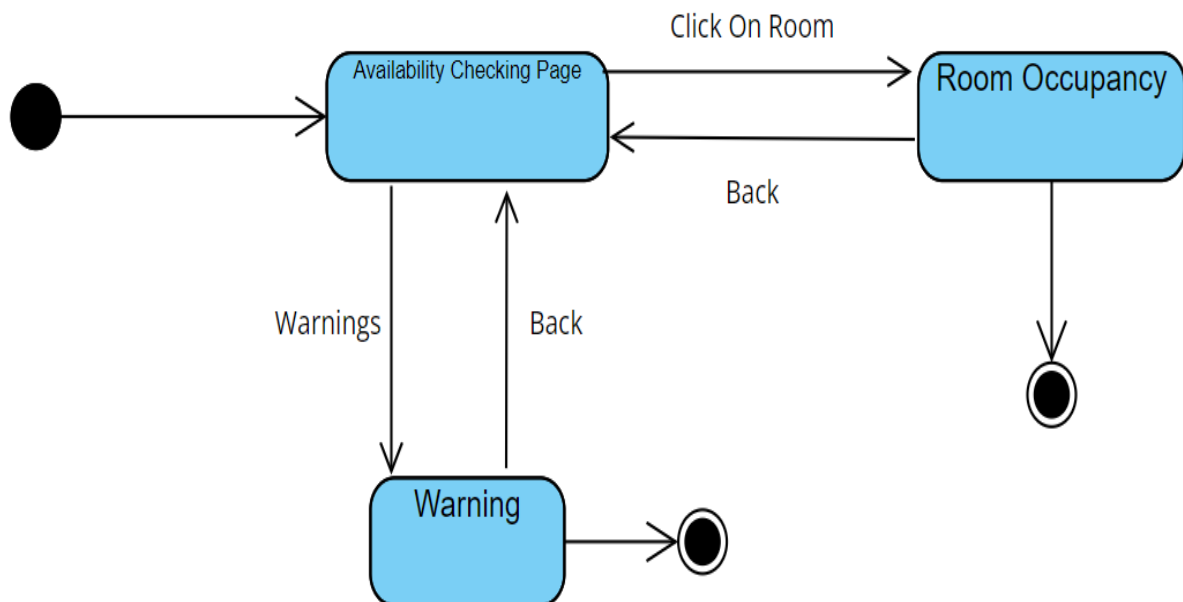 Click On Room
Availability Checking Page
Room Occupancy
Back
Warnings
Back
Warning